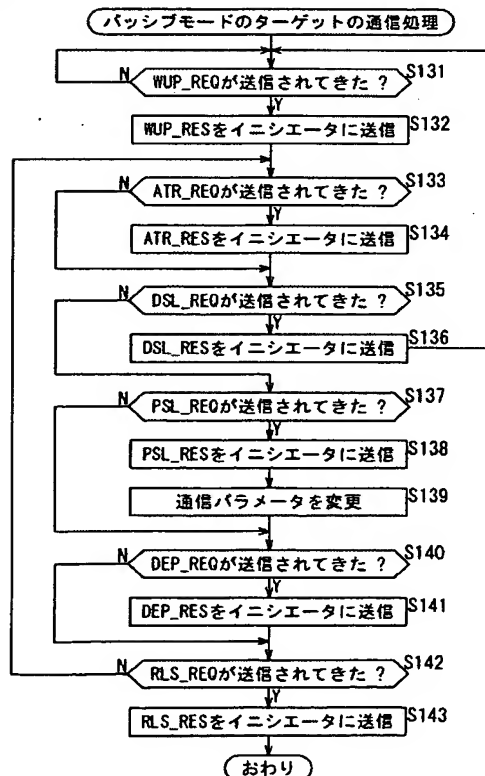 パッシブモードのターゲットの通信処理
N
WUP_REQが送信されてきた ?
S131
Y
WUP_RESをイニシエータに送信
S132
N
ATR_REQが送信されてきた ?
S133
Y
ATR_RESをイニシエータに送信
S134
N
DSL_REQが送信されてきた ?
S135
Y
DSL_RESをイニシエータに送信
S136
N
PSL_REQが送信されてきた ?
S137
Y
PSL_RESをイニシエータに送信
S138
通信パラメータを変更
S139
N
DEP_REQが送信されてきた ?
S140
Y
DEP_RESをイニシエータに送信
S141
N
RLS_REQが送信されてきた ?
S142
Y
RLS_RESをイニシエータに送信
S143
おわり